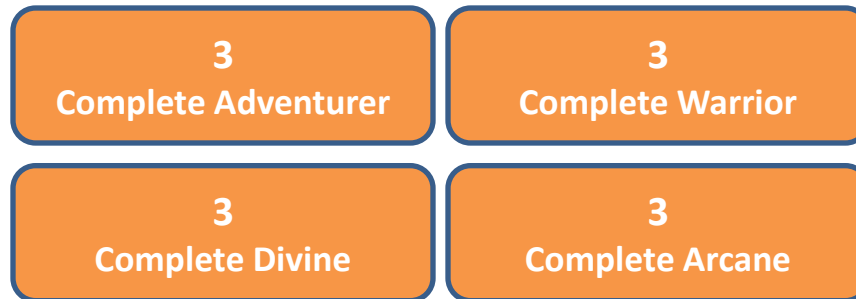 3
Complete Adventurer
3
Complete Warrior
3
Complete Divine
3
Complete Arcane